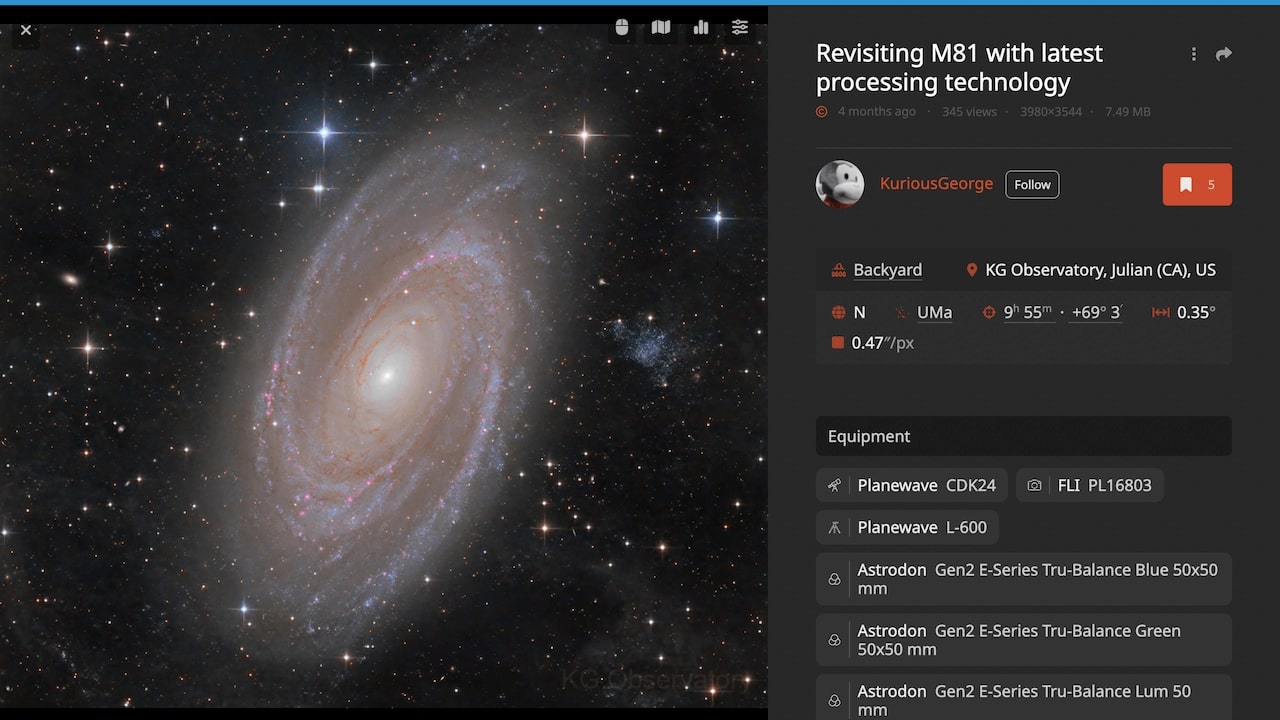 Revisiting M81 with latest
processing technology
4 months ago · 345 views · 3980×3544 · 7.49 MB
KuriousGeorge
Follow
5
Backyard
KG Observatory, Julian (CA), US
N
UMa
9h 55m · +69° 3′
0.35°
0.47″/px
Equipment
Planewave CDK24
FLI PL16803
Planewave L-600
Astrodon Gen2 E-Series Tru-Balance Blue 50x50
mm
Astrodon Gen2 E-Series Tru-Balance Green
50x50 mm
Astrodon Gen2 E-Series Tru-Balance Lum 50
mm
KG Observatory